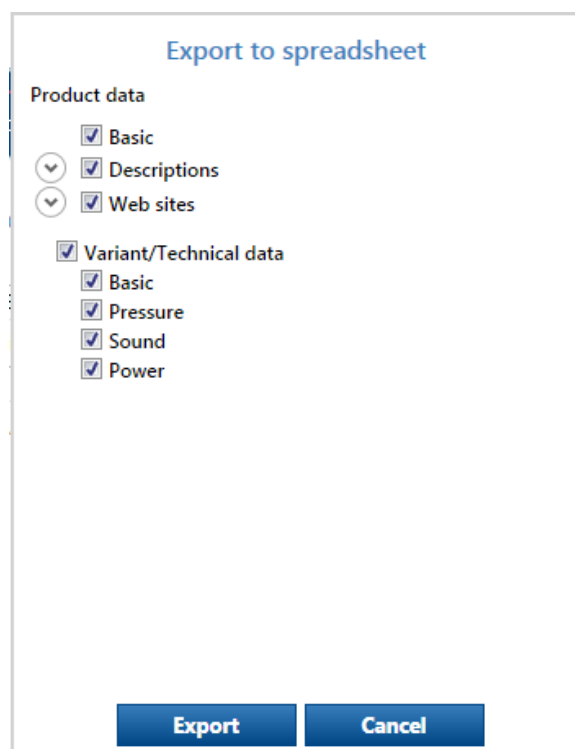 Export to spreadsheet
Product data
Basic
Descriptions
Web sites
Variant/Technical data
Basic
Pressure
Sound
Power
Export
Cancel